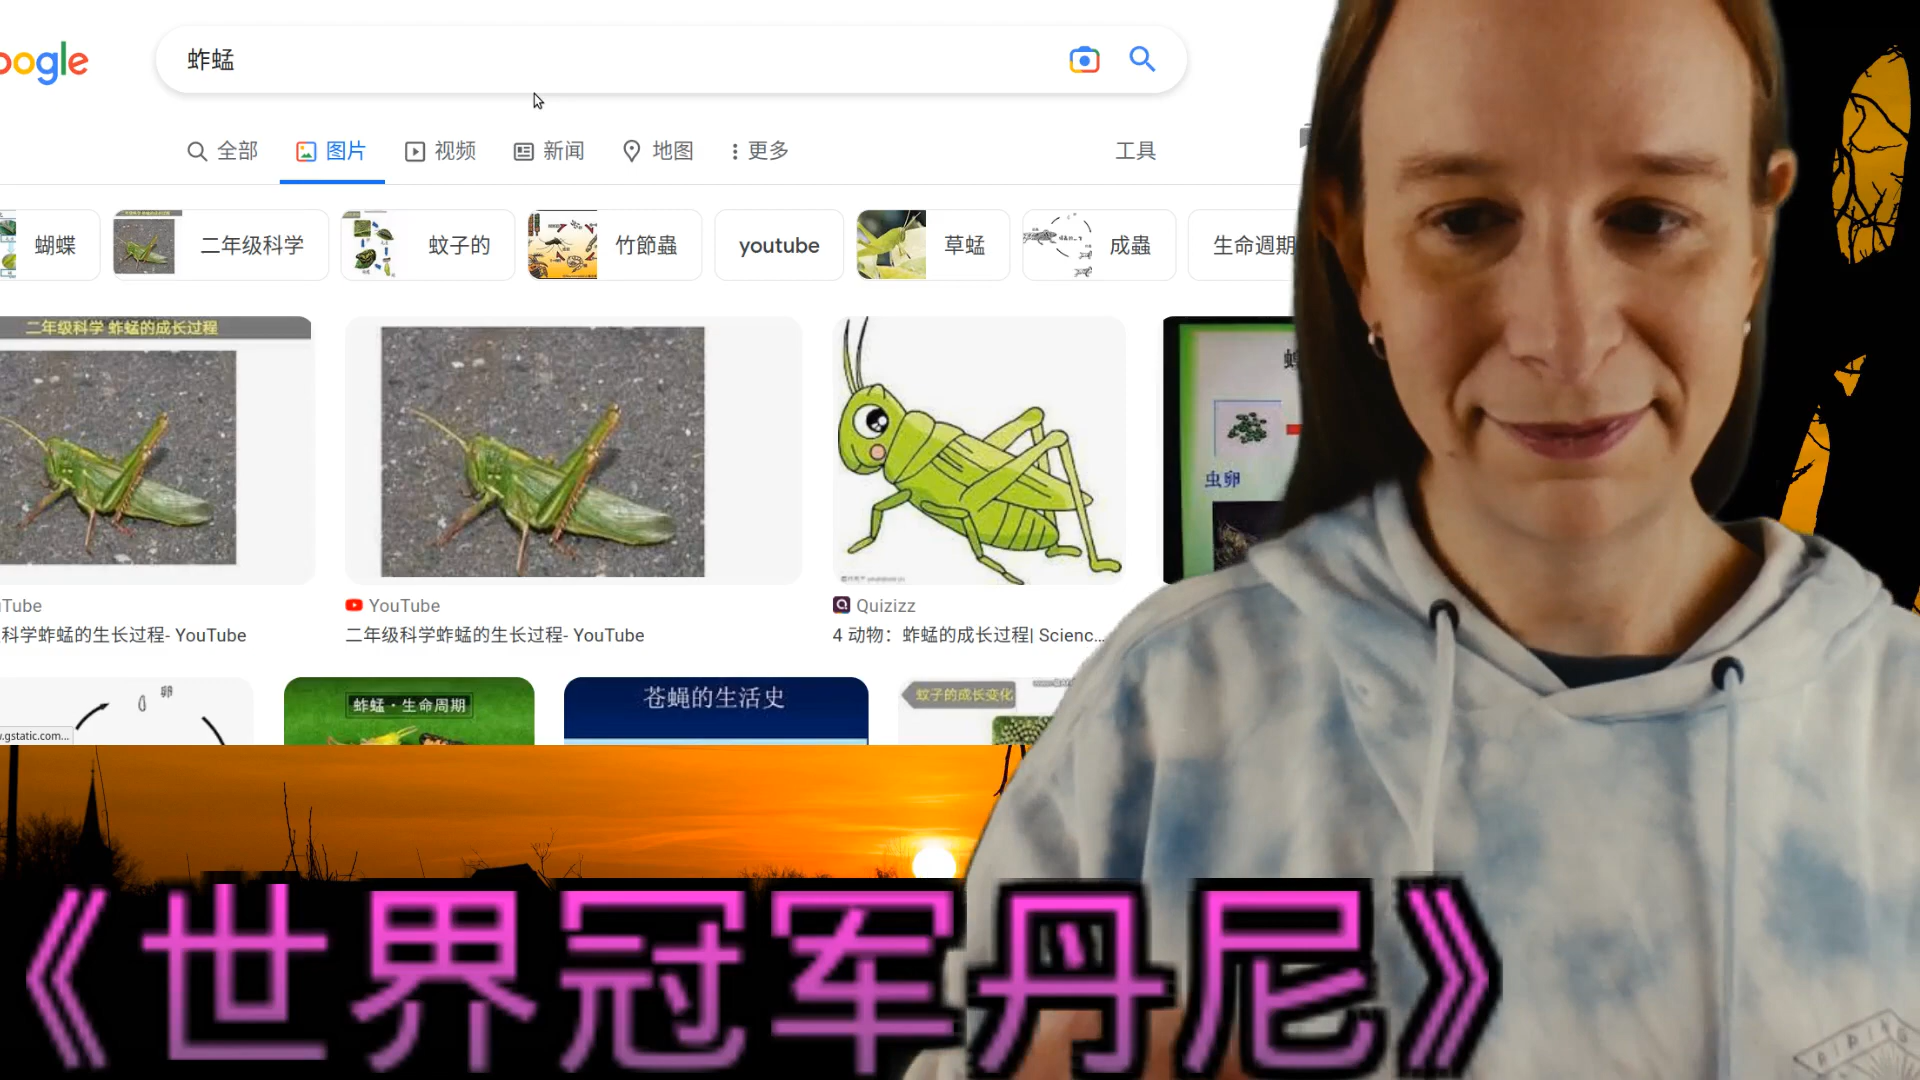 oogle
蚱蜢
全部 图片 视频 新闻 地图 更多 工具
蝴蝶 二年级科学 蚊子的 竹節蟲 youtube 草蜢 成蟲 生命週期
二年级科学 蚱蜢的成长过程
虫卵
Tube YouTube Quizizz
科学蚱蜢的生长过程- YouTube 二年级科学蚱蜢的生长过程- YouTube 4 动物：蚱蜢的成长过程| Scienc...
卵 蚱蜢·生命周期 苍蝇的生活史 蚊子的成长变化
.gstatic.com...
《世界冠军丹尼》